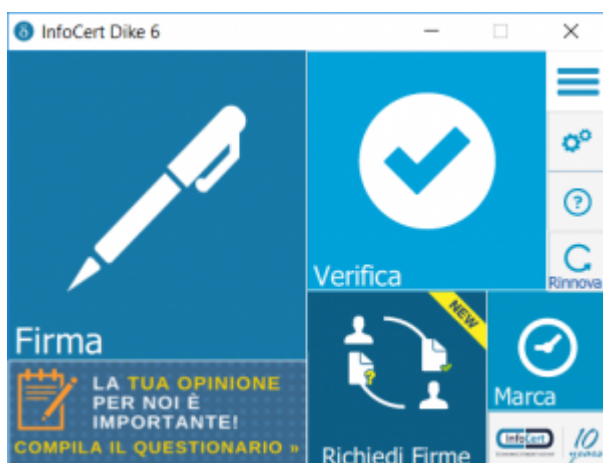 InfoCert Dike 6
Firma
Verifica
Rinnova
NEW
Richiedi Firme
Marca
LA TUA OPINIONE
PER NOI È
IMPORTANTE!
COMPILA IL QUESTIONARIO »
InfoCert
10
years